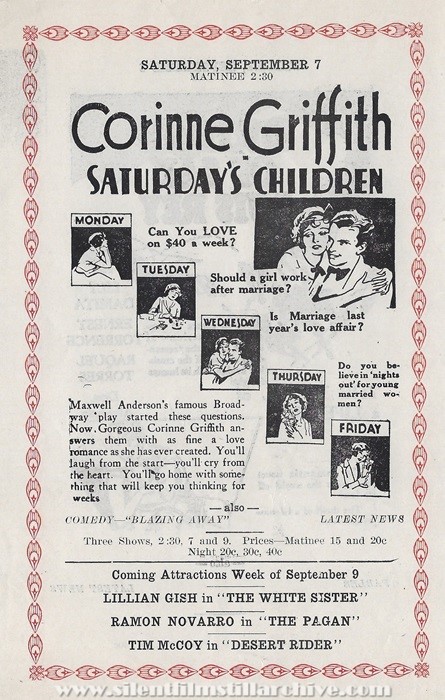 SATURDAY, SEPTEMBER 7
MATINEE 2:30
Corinne Griffith
in
"SATURDAY'S CHILDREN
MONDAY
Can You LOVE
on $40 a week?
TUESDAY
Should a girl work
after marriage?
WEDNESDAY
Is Marriage last
year's love affair?
THURSDAY
Do you be-
lieve in 'nights
out' for young
married wo-
men?
FRIDAY
Maxwell Anderson's famous Broad-
way play started these questions.
Now Gorgeous Corinne Griffith an-
swers them with as fine a love
romance as she has ever created. You'll
laugh from the start—you'll cry from
the heart. You'll go home with some-
thing that will keep you thinking for
weeks
— also —
COMEDY—"BLAZING AWAY" LATEST NEWS
Three Shows, 2:30, 7 and 9. Prices—Matinee 15 and 20c
Night 20c, 30c, 40c
Coming Attractions Week of September 9
LILLIAN GISH in "THE WHITE SISTER"
RAMON NOVARRO in "THE PAGAN"
TIM McCOY in "DESERT RIDER"
www.silentfilmstillarchive.com